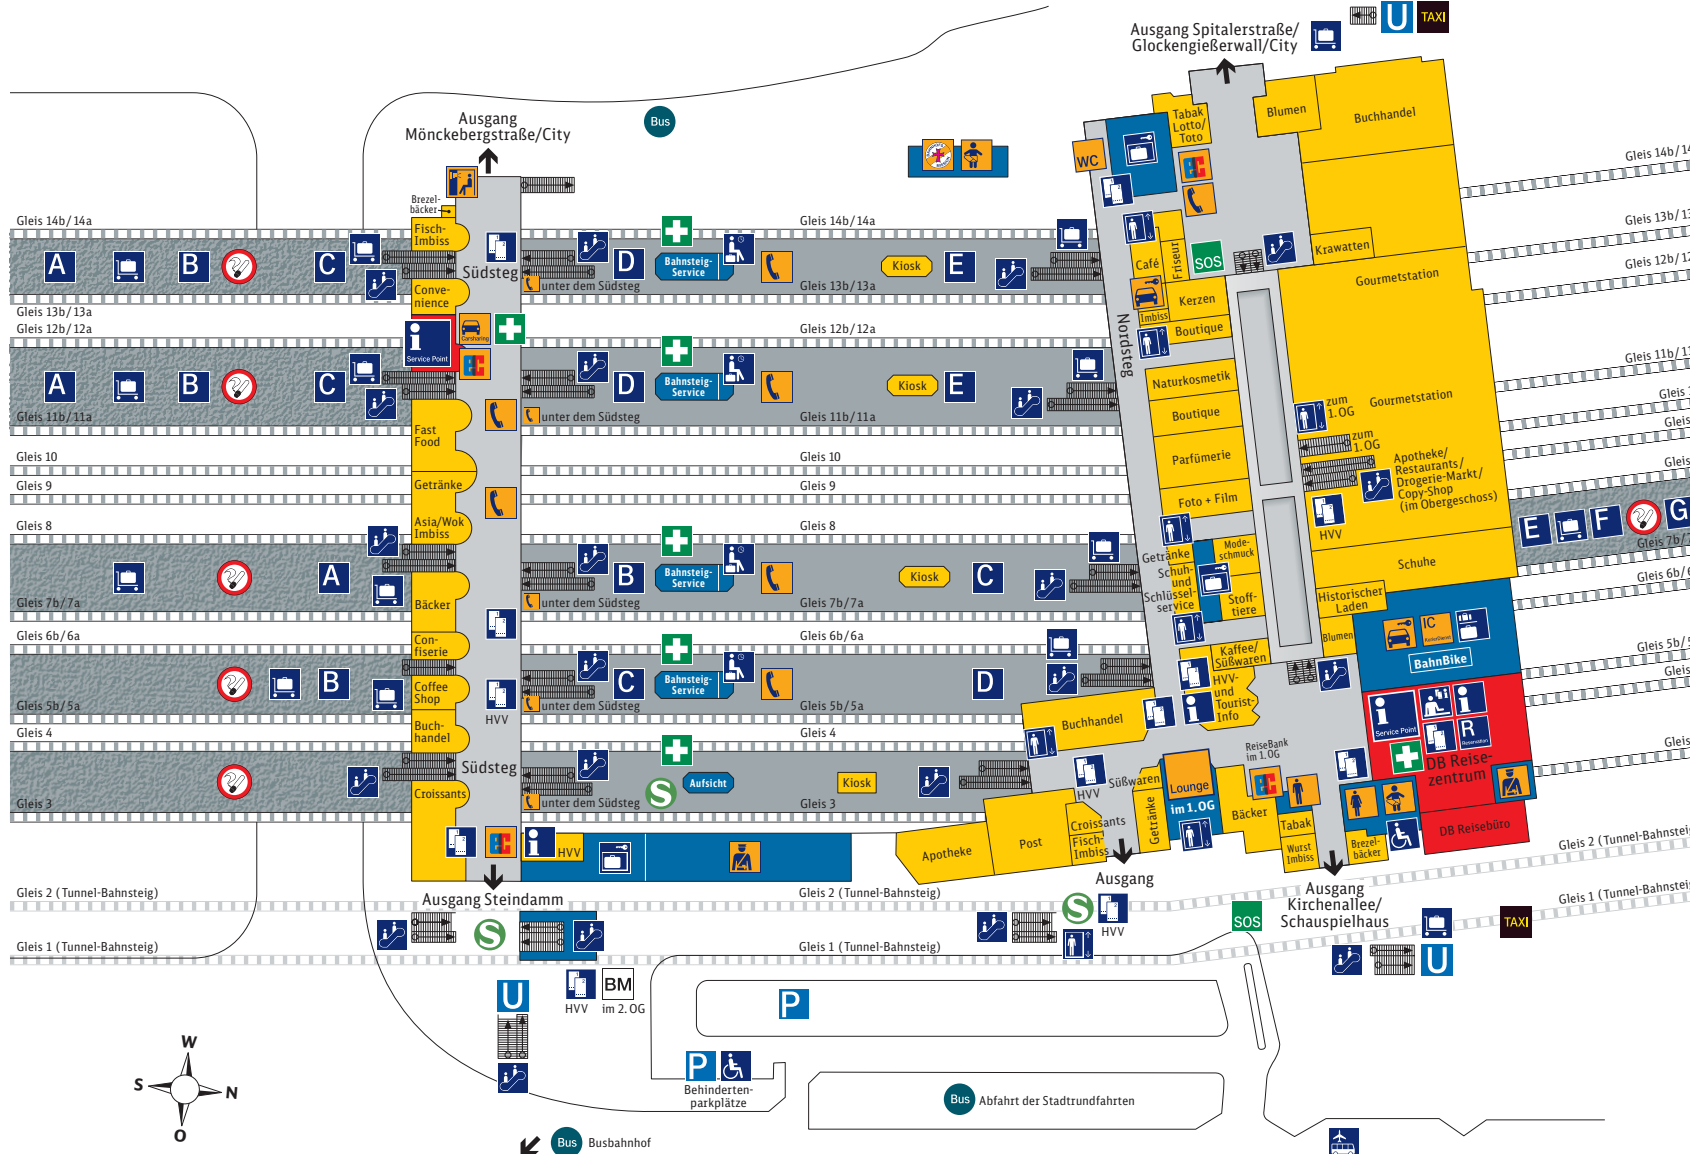 Ausgang Spitalerstraße/
Glockengießerwall/City
U
TAXI
Ausgang
Mönckebergstraße/City
Bus
Tabak
Lotto/
Toto
Blumen
Buchhandel
WC
Brezel-
bäcker
Fisch-
Imbiss
Südsteg
Conve-
nience
Gleis 14b/14a
Gleis 14b/14a
A
B
C
D
Bahnsteig-
Service
Kiosk
E
unter dem Südsteg
Gleis 13b/13a
Gleis 13b/13a
Café
Friseur
SOS
Krawatten
Gourmetstation
Kerzen
Imbiss
Boutique
Nordsteg
Gleis 12b/12a
Gleis 12b/12a
Service Point
Carsharing
A
B
C
D
Bahnsteig-
Service
Kiosk
E
Gleis 11b/11a
unter dem Südsteg
Gleis 11b/11a
Naturkosmetik
Boutique
Parfümerie
Foto + Film
zum
1.OG
Gourmetstation
zum
1.OG
Apotheke/
Restaurants/
Drogerie-Markt/
Copy-Shop
(im Obergeschoss)
HVV
Fast
Food
Gleis 10
Gleis 10
Gleis 9
Gleis 9
Getränke
Asia/Wok
Imbiss
Gleis 8
Gleis 8
A
B
Bahnsteig-
Service
Kiosk
C
Bäcker
Gleis 7b/7a
unter dem Südsteg
Gleis 7b/7a
Getränke
Schuh-
und
Schlüssel-
service
Mode-
schmuck
Stoff-
tiere
Schuhe
Historischer
Laden
Blumen
E
F
G
Con-
fiserie
Gleis 6b/6a
Gleis 6b/6a
B
Coffee
Shop
HVV
C
Bahnsteig-
Service
D
Gleis 5b/5a
unter dem Südsteg
Gleis 5b/5a
Kaffee/
Süßwaren
HVV-
und
Tourist-
Info
IC
BahnBike
Buch-
handel
Gleis 4
Gleis 4
Buchhandel
Südsteg
Croissants
S
Aufsicht
Kiosk
Gleis 3
unter dem Südsteg
Gleis 3
HVV
Süßwaren
Lounge
im 1.OG
ReiseBank
im 1.OG
Service Point
R
Reservation
DB Reise-
zentrum
DB Reisebüro
HVV
Apotheke
Post
Croissants
Fisch-
Imbiss
Getränke
Bäcker
Tabak
Wurst
Imbiss
Brezel-
bäcker
Gleis 2 (Tunnel-Bahnsteig)
Ausgang Steindamm
Gleis 2 (Tunnel-Bahnsteig)
Ausgang
Ausgang
Kirchenallee/
Schauspielhaus
S
S
HVV
SOS
TAXI
U
Gleis 1 (Tunnel-Bahnsteig)
Gleis 1 (Tunnel-Bahnsteig)
U
HVV
BM
im 2.OG
P
P
Behinderten-
parkplätze
Bus
Abfahrt der Stadtrundfahrten
Bus
Busbahnhof
W
S
N
O
Gleis 14b/14
Gleis 13b/13
Gleis 12b/12
Gleis 11b/11
Gleis
Gleis
Gleis
Gleis 7b/7
Gleis 6b/6
Gleis 5b/5
Gleis
Gleis
Gleis 2 (Tunnel-Bahnsteig
Gleis 1 (Tunnel-Bahnsteig